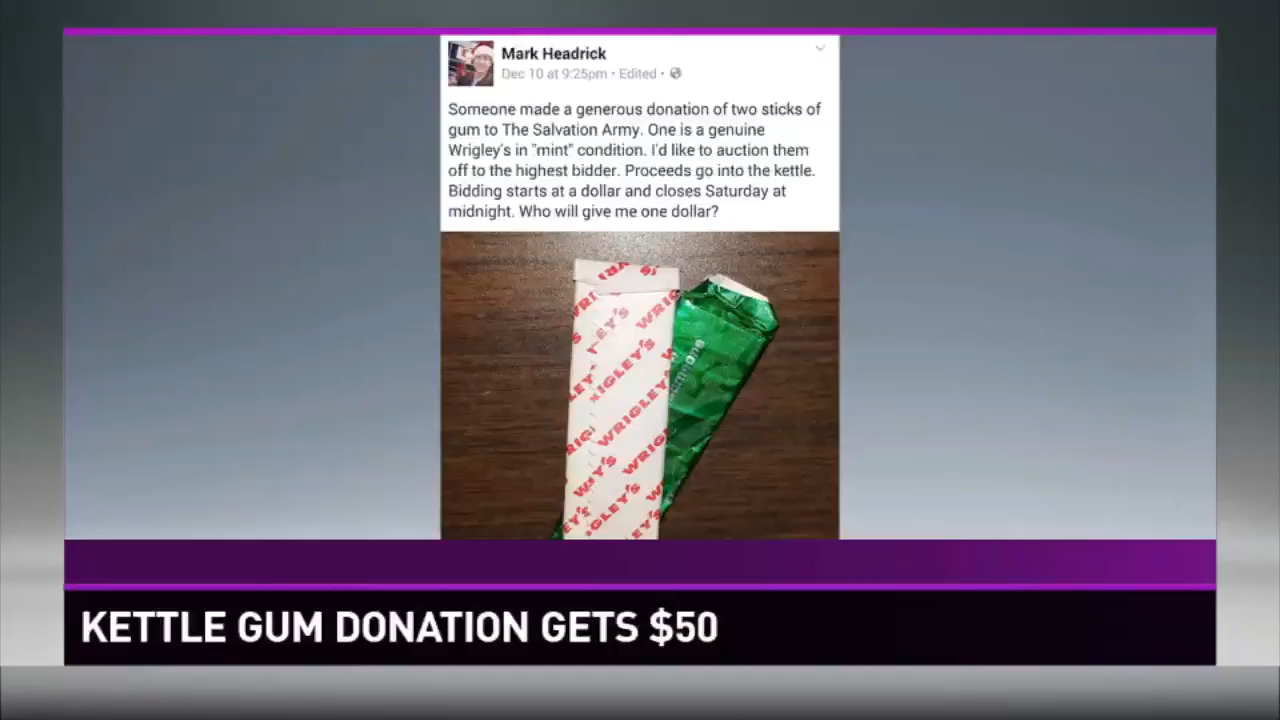 Mark Headrick
Dec 10 at 9:25pm · Edited ·
Someone made a generous donation of two sticks of
gum to The Salvation Army. One is a genuine
Wrigley's in "mint" condition. I'd like to auction them
off to the highest bidder. Proceeds go into the kettle.
Bidding starts at a dollar and closes Saturday at
midnight. Who will give me one dollar?
WRIGLEY'S
WRIGLEY'S
KETTLE GUM DONATION GETS $50